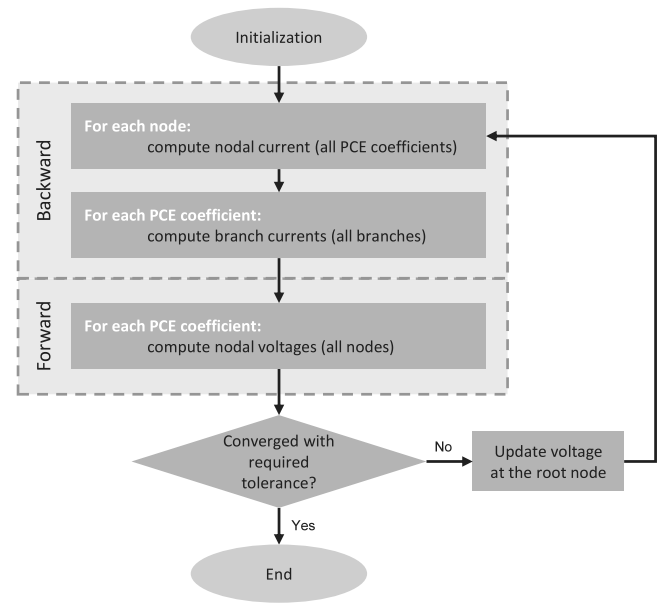 Initialization
Backward
For each node:
compute nodal current (all PCE coefficients)
For each PCE coefficient:
compute branch currents (all branches)
Forward
For each PCE coefficient:
compute nodal voltages (all nodes)
Converged with
required
tolerance?
No
Update voltage
at the root node
Yes
End